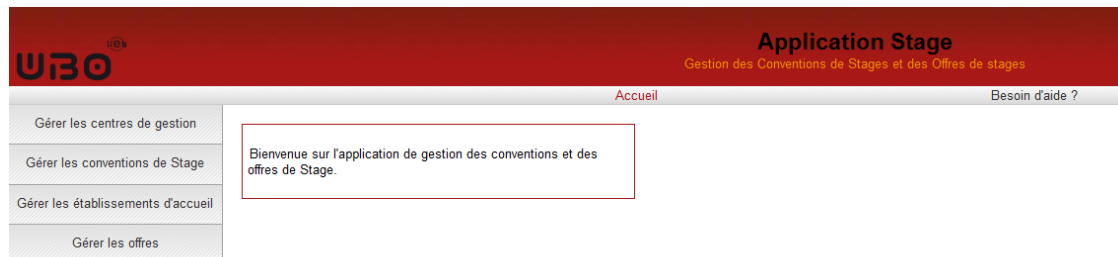 ueb
UBO
Application Stage
Gestion des Conventions de Stages et des Offres de stages
Accueil
Besoin d'aide ?
Gérer les centres de gestion
Gérer les conventions de Stage
Gérer les établissements d'accueil
Gérer les offres
Bienvenue sur l'application de gestion des conventions et des
offres de Stage.